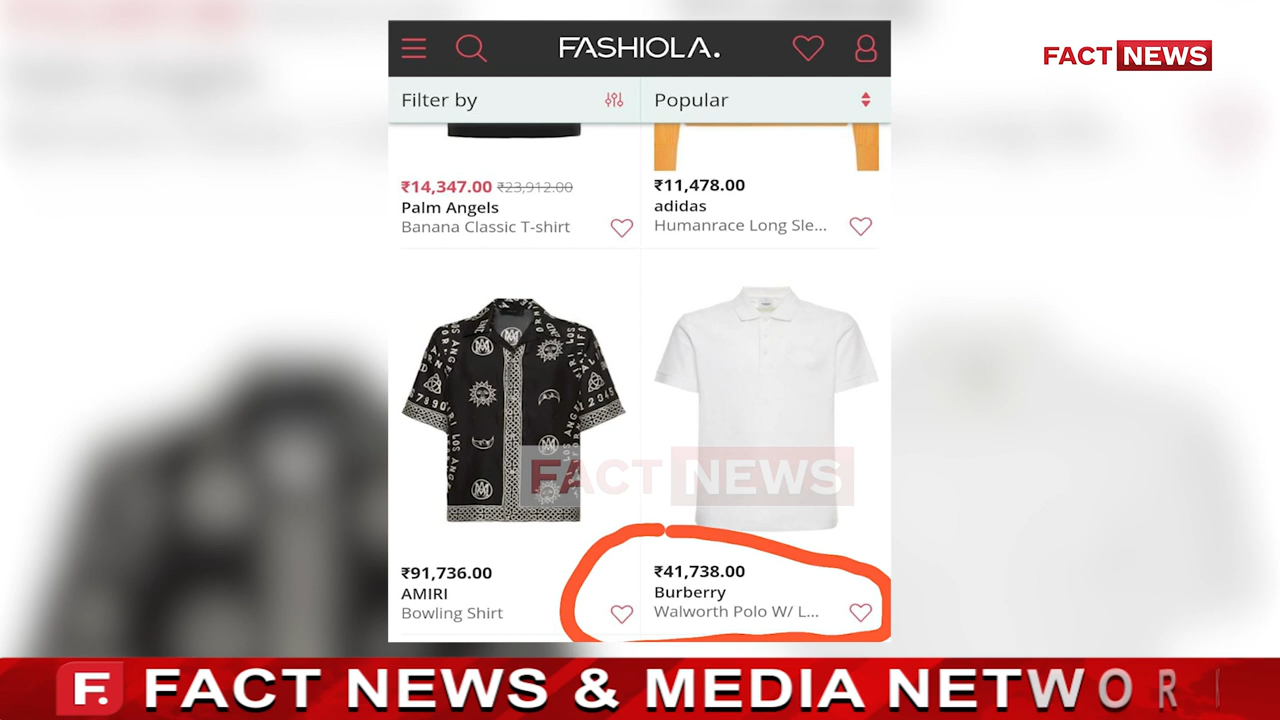 FASHIOLA.
FACT NEWS
Filter by
Popular
₹14,347.00 ₹23,912.00
Palm Angels
Banana Classic T-shirt
₹11,478.00
adidas
Humanrace Long Sle...
FACT NEWS
₹91,736.00
AMIRI
Bowling Shirt
₹41,738.00
Burberry
Walworth Polo W/ L...
F. FACT NEWS & MEDIA NETWOR